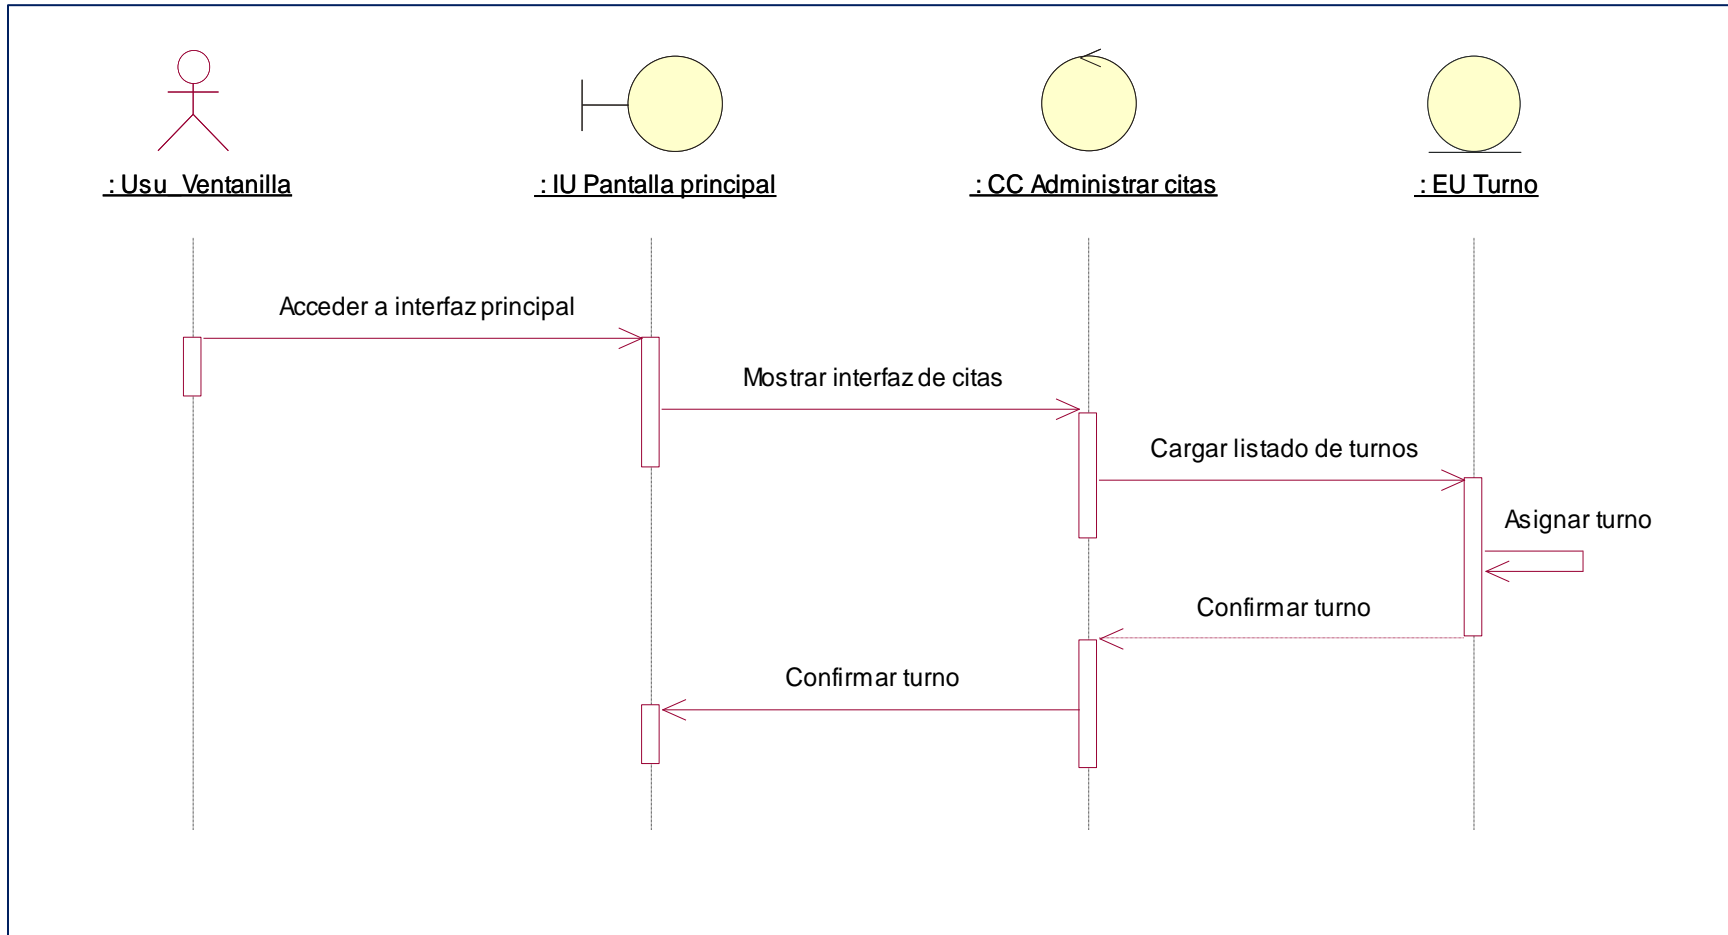 : Usu_Ventanilla
: IU Pantalla principal
: CC Administrar citas
: EU Turno
Acceder a interfaz principal
Mostrar interfaz de citas
Cargar listado de turnos
Asignar turno
Confirmar turno
Confirmar turno